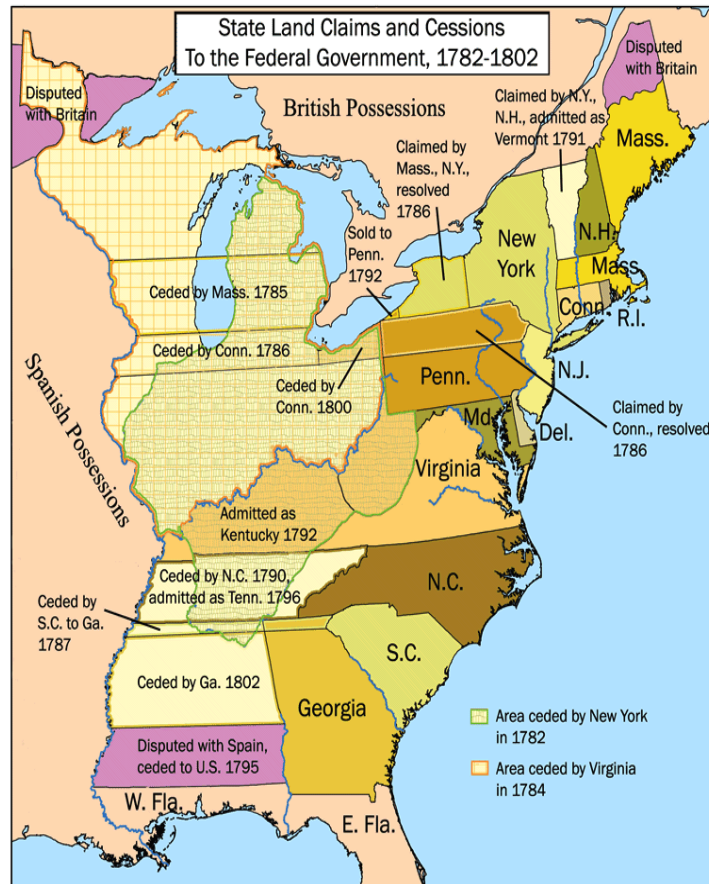 State Land Claims and Cessions
To the Federal Government, 1782-1802
Disputed
with Britain
Disputed
with Britain
British Possessions
Claimed by N.Y.,
N.H., admitted as
Vermont 1791
Mass.
Claimed by
Mass., N.Y.,
resolved
1786
Sold to
Penn.
1792
New
York
N.H.
Mass.
Conn.
R.I.
Ceded by Mass. 1785
Ceded by Conn. 1786
Ceded by
Conn. 1800
Penn.
N.J.
Claimed by
Conn., resolved
1786
Md.
Del.
Spanish Possessions
Virginia
Admitted as
Kentucky 1792
Ceded by N.C. 1790,
admitted as Tenn. 1796
N.C.
Ceded by
S.C. to Ga.
1787
S.C.
Ceded by Ga. 1802
Georgia
Area ceded by New York
in 1782
Disputed with Spain,
ceded to U.S. 1795
Area ceded by Virginia
in 1784
W. Fla.
E. Fla.